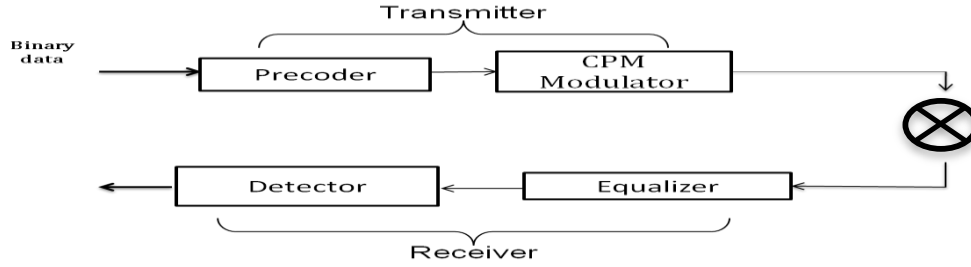 Transmitter
Binary
data
Precoder
CPM
Modulator
Detector
Equalizer
Receiver